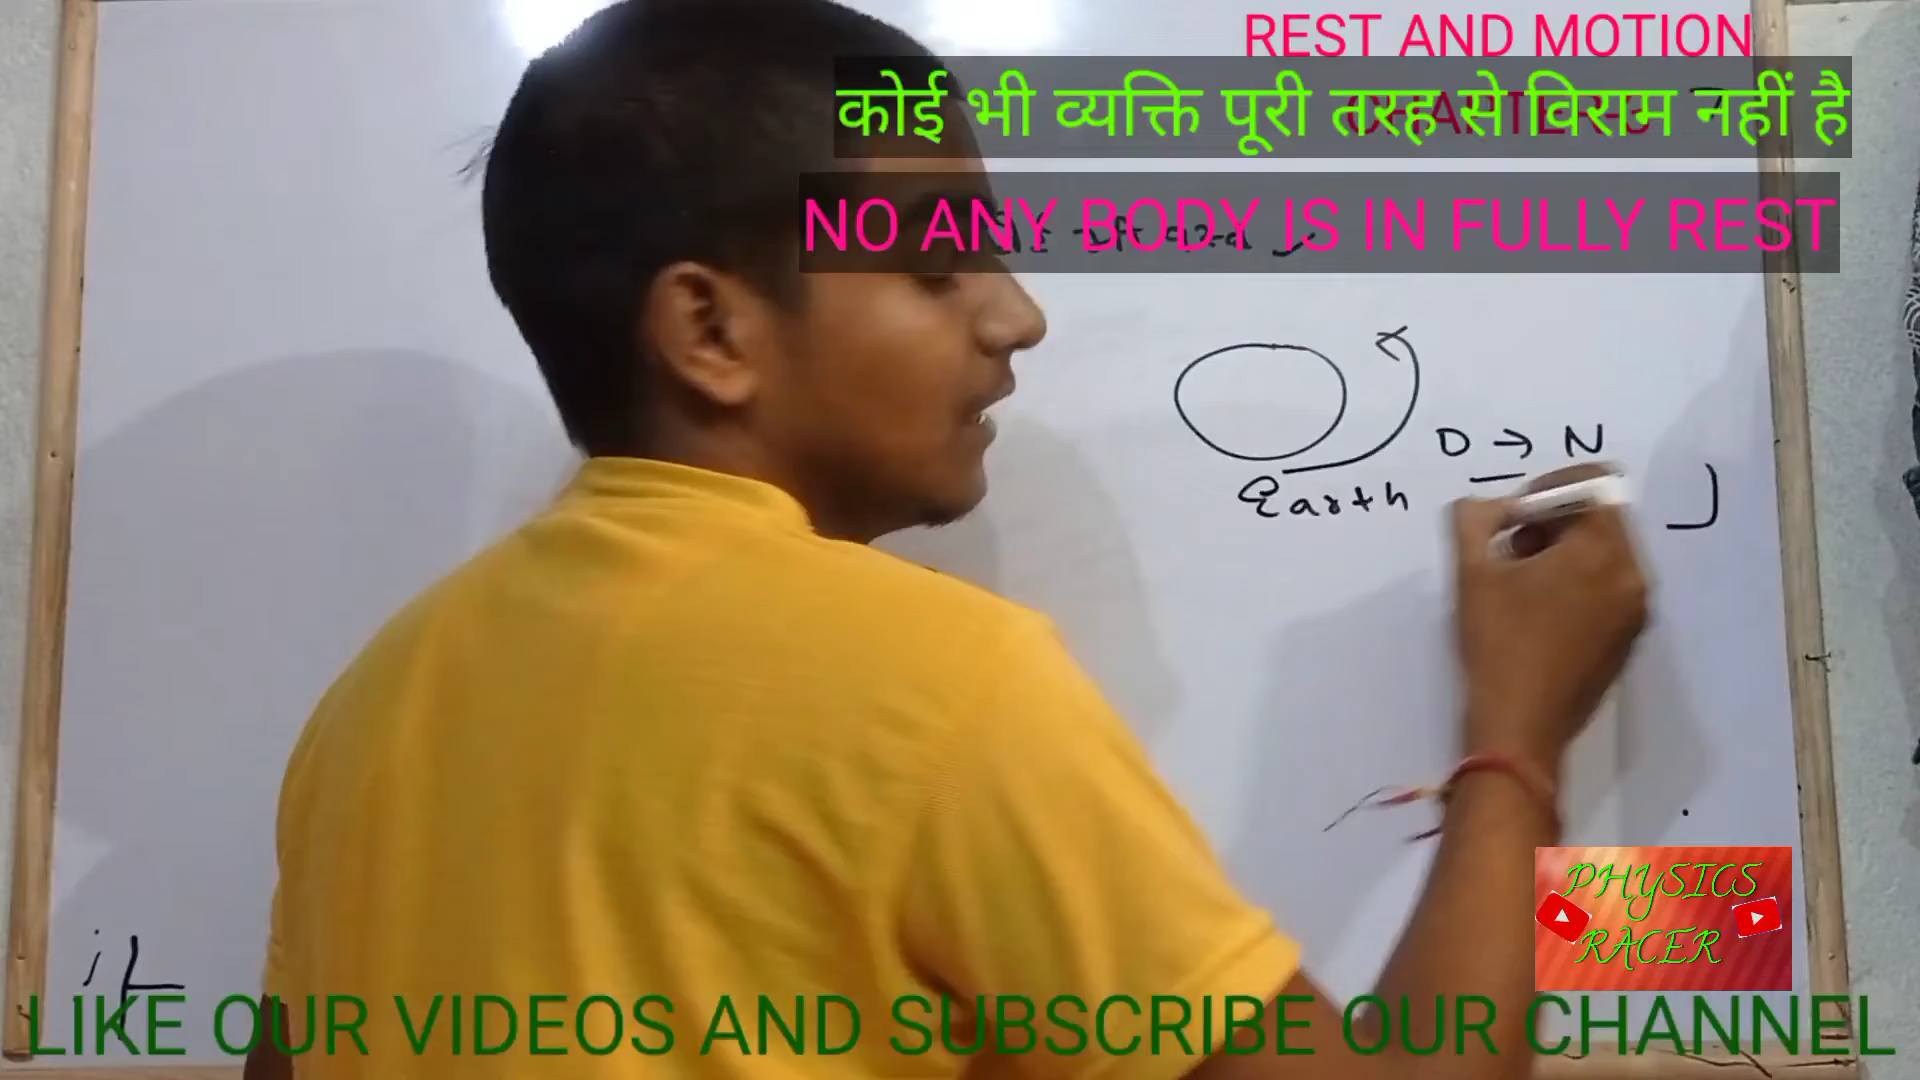 REST AND MOTION
कोई भी व्यक्ति पूरी तरह से विराम नहीं है
NO ANY BODY IS IN FULLY REST
D → N
Earth
PHYSICS
RACER
LIKE OUR VIDEOS AND SUBSCRIBE OUR CHANNEL